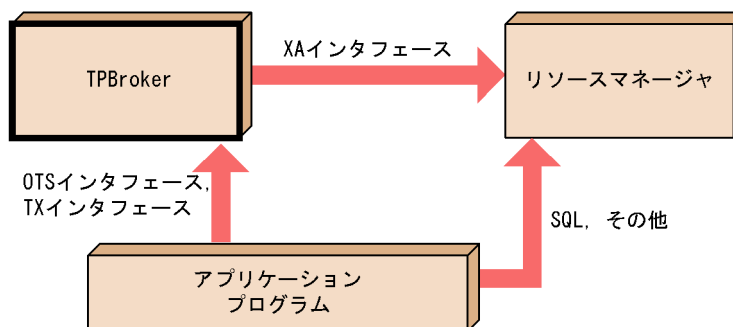 XAインタフェース
TPBroker
リソースマネージャ
OTSインタフェース,
TXインタフェース
SQL, その他
アプリケーション
プログラム